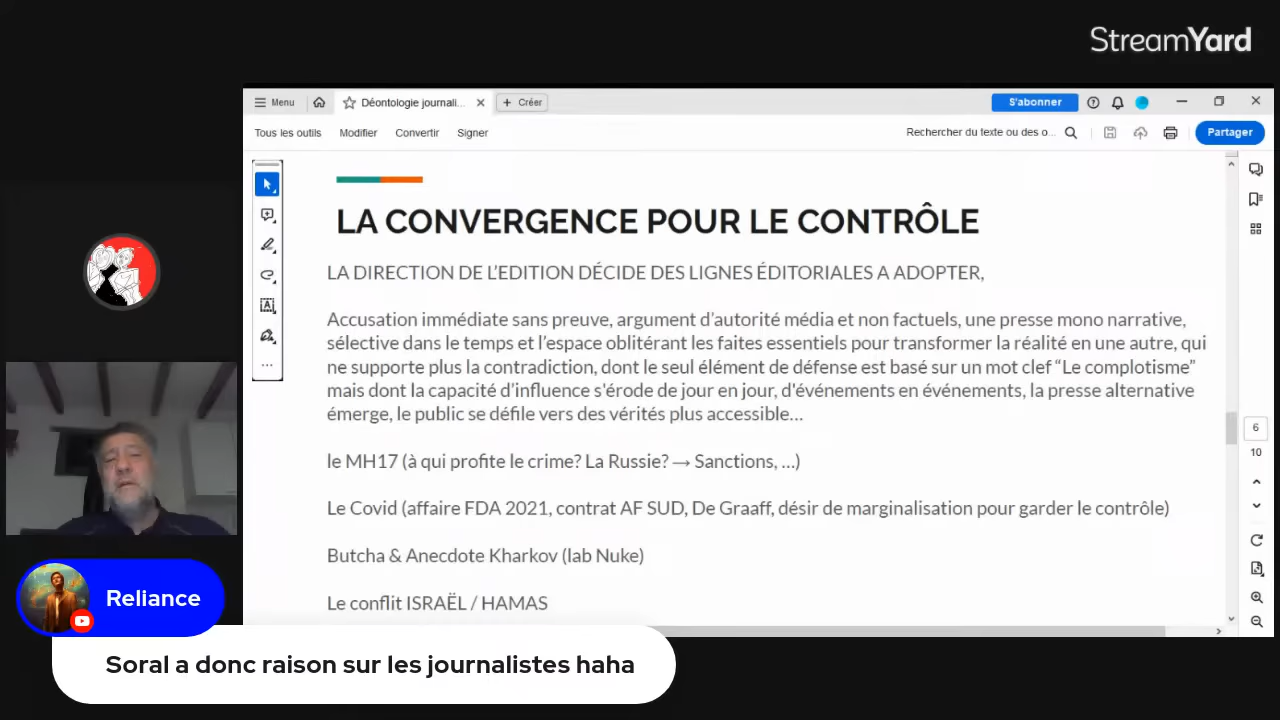 StreamYard
Menu
Déontologie journali...
Créer
S'abonner
Tous les outils
Modifier
Convertir
Signer
Rechercher du texte ou des o...
Partager
LA CONVERGENCE POUR LE CONTRÔLE
LA DIRECTION DE L'EDITION DÉCIDE DES LIGNES ÉDITORIALES A ADOPTER,
Accusation immédiate sans preuve, argument d'autorité média et non factuels, une presse mono narrative,
sélective dans le temps et l'espace oblitérant les faites essentiels pour transformer la réalité en une autre, qui
ne supporte plus la contradiction, dont le seul élément de défense est basé sur un mot clef "Le complotisme"
mais dont la capacité d'influence s'érode de jour en jour, d'événements en événements, la presse alternative
émerge, le public se défile vers des vérités plus accessible...
le MH17 (à qui profite le crime? La Russie? → Sanctions, ...)
Le Covid (affaire FDA 2021, contrat AF SUD, De Graaff, désir de marginalisation pour garder le contrôle)
Butcha & Anecdote Kharkov (lab Nuke)
Le conflit ISRAËL / HAMAS
6
10
Reliance
Soral a donc raison sur les journalistes haha